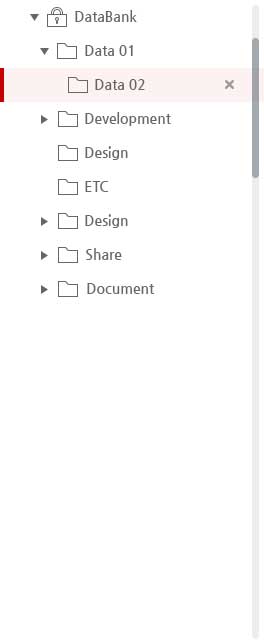 DataBank
Data 01
Data 02
Development
Design
ETC
Design
Share
Document